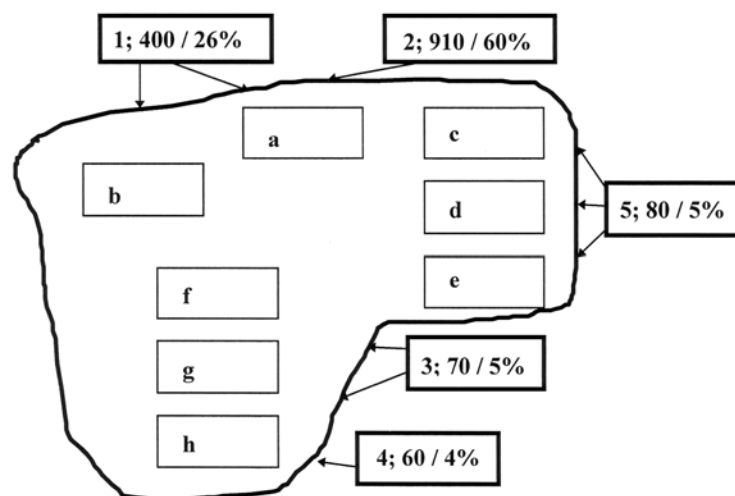 1; 400 / 26%
2; 910 / 60%
a
c
b
d
5; 80 / 5%
e
f
3; 70 / 5%
g
h
4; 60 / 4%